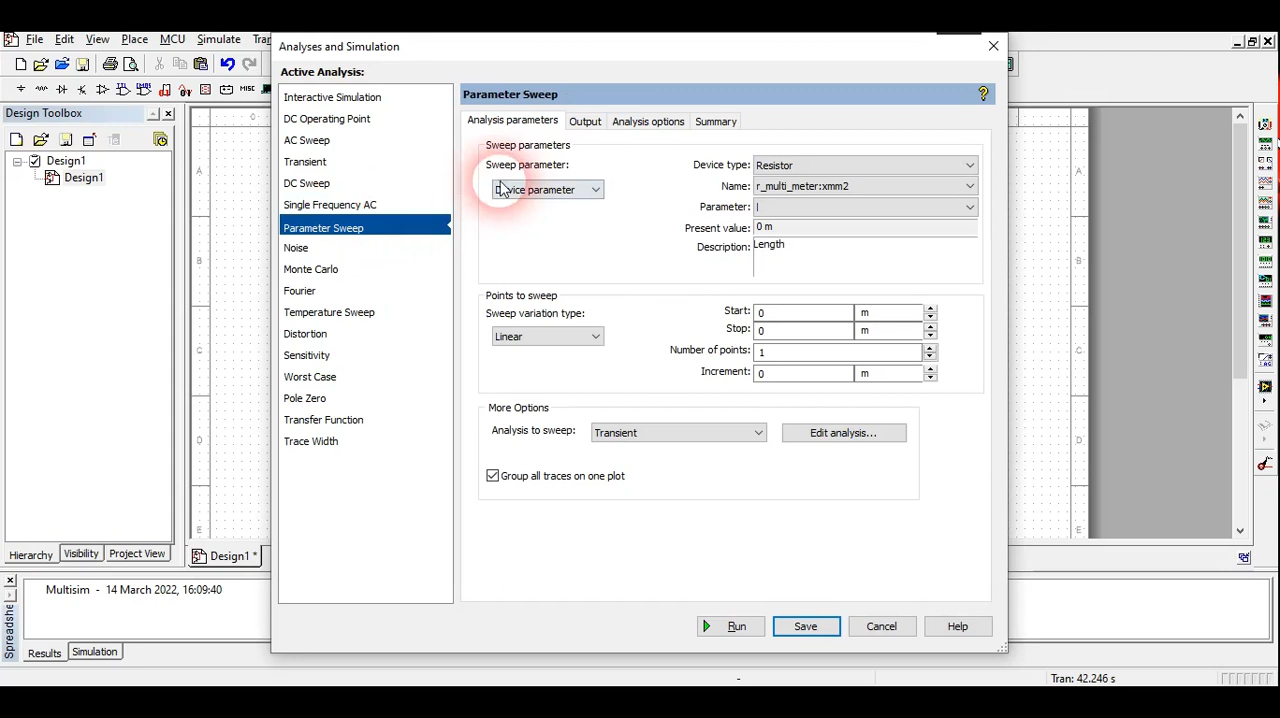 File Edit View Place MCU Simulate
Analyses and Simulation
Active Analysis:
MISC
Design Toolbox
Design1
Design1
Interactive Simulation
DC Operating Point
AC Sweep
Transient
DC Sweep
Single Frequency AC
Parameter Sweep
Noise
Monte Carlo
Fourier
Temperature Sweep
Distortion
Sensitivity
Worst Case
Pole Zero
Transfer Function
Trace Width
Parameter Sweep
Analysis parameters Output Analysis options Summary
Sweep parameters
Sweep parameter:
Device parameter
Device type: Resistor
Name: r_multi_meter:xmm2
Parameter: l
Present value: 0 m
Description: Length
Points to sweep
Sweep variation type:
Linear
Start: 0 m
Stop: 0 m
Number of points: 1
Increment: 0 m
More Options
Analysis to sweep: Transient Edit analysis...
Group all traces on one plot
Run Save Cancel Help
A
B
C
D
E
A
B
C
D
E
Hierarchy Visibility Project View
Design1 *
Multisim - 14 March 2022, 16:09:40
Results Simulation
- Tran: 42.246 s